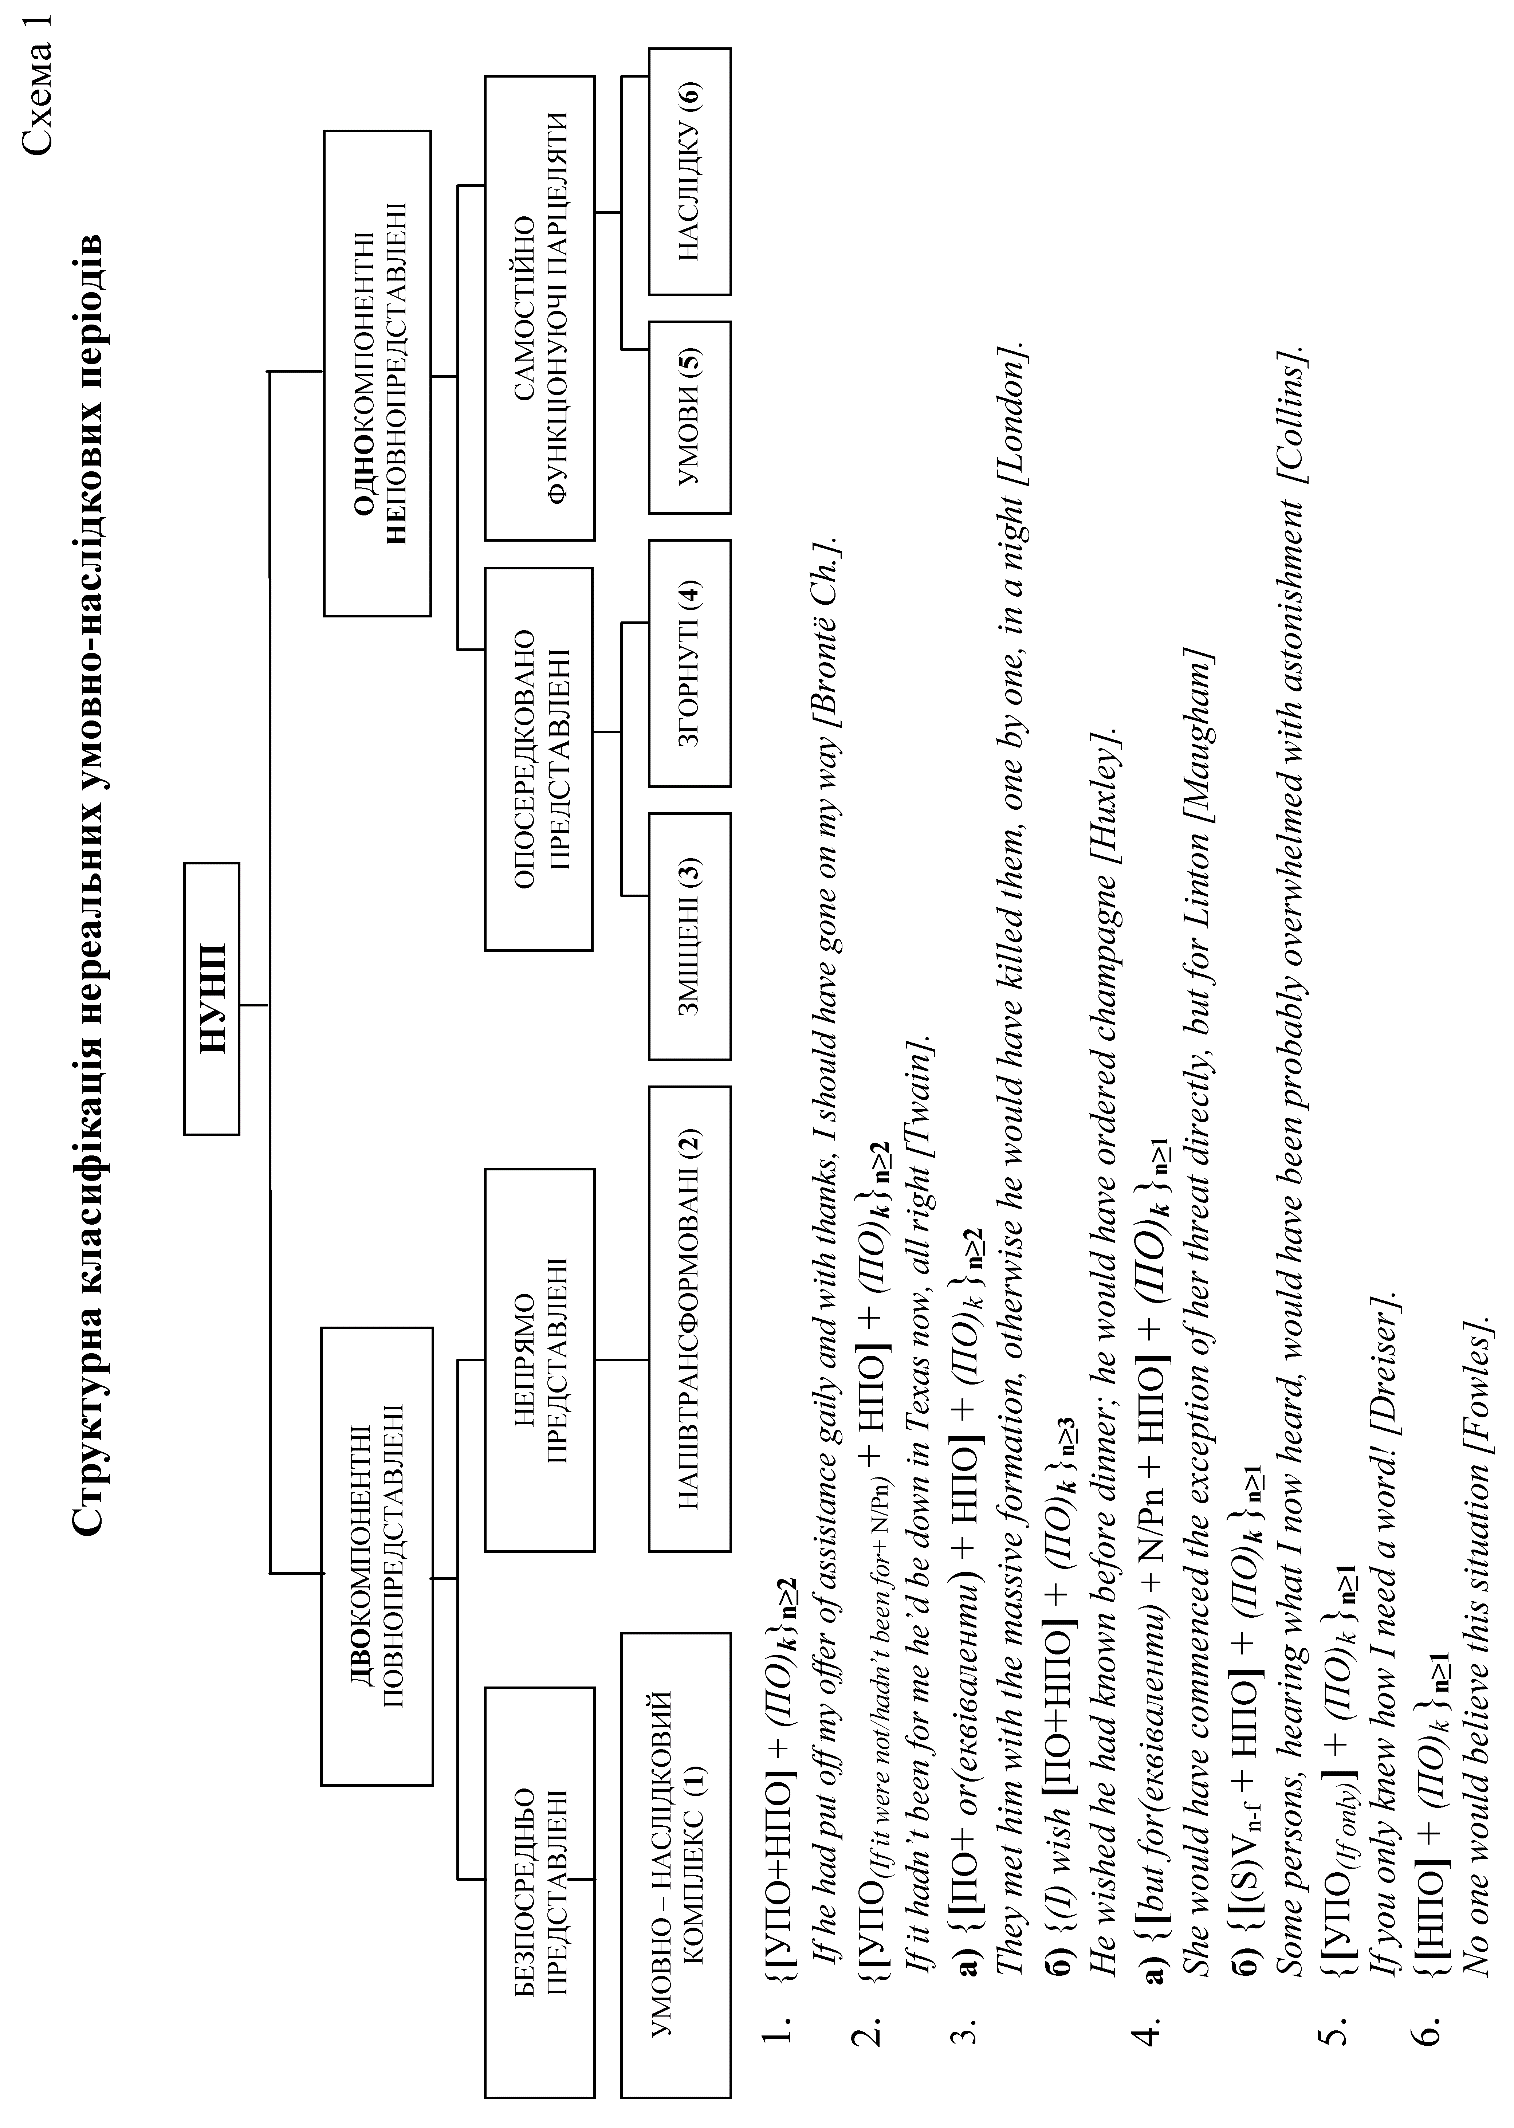 Схема 1
Структурна класифікація нереальних умовно-наслідкових періодів
НУНП
ДВОКОМПОНЕНТНІ
ПОВНОПРЕДСТАВЛЕНІ
ОДНОКОМПОНЕНТНІ
НЕПОВНОПРЕДСТАВЛЕНІ
БЕЗПОСРЕДНЬО
ПРЕДСТАВЛЕНІ
НЕПРЯМО
ПРЕДСТАВЛЕНІ
ОПОСЕРЕДКОВАНО
ПРЕДСТАВЛЕНІ
САМОСТІЙНО
ФУНКЦІОНУЮЧІ ПАРЦЕЛЯТИ
УМОВНО – НАСЛІДКОВИЙ
КОМПЛЕКС (1)
НАПІВТРАНСФОРМОВАНІ (2)
ЗМІЩЕНІ (3)
ЗГОРНУТІ (4)
УМОВИ (5)
НАСЛІДКУ (6)
1. {[УПО+НПО] + (ПО)k}n≥2
If he had put off my offer of assistance gaily and with thanks, I should have gone on my way [Brontë Ch.].
2. {[УПО(If it were not/hadn't been for+ N/Pn) + НПО] + (ПО)k}n≥2
If it hadn't been for me he'd be down in Texas now, all right [Twain].
3. а) {[ПО+ or(еквіваленти) + НПО] + (ПО)k }n≥2
They met him with the massive formation, otherwise he would have killed them, one by one, in a night [London].
б) {(I) wish [ПО+НПО] + (ПО)k }n≥3
He wished he had known before dinner; he would have ordered champagne [Huxley].
4. а) {[but for(еквіваленти) + N/Pn + НПО] + (ПО)k }n≥1
She would have commenced the exception of her threat directly, but for Linton [Maugham]
б) {[(S)Vn-f + НПО] + (ПО)k }n≥1
Some persons, hearing what I now heard, would have been probably overwhelmed with astonishment [Collins].
5. {[УПО(If only)] + (ПО)k }n≥1
If you only knew how I need a word! [Dreiser].
6. {[НПО] + (ПО)k }n≥1
No one would believe this situation [Fowles].